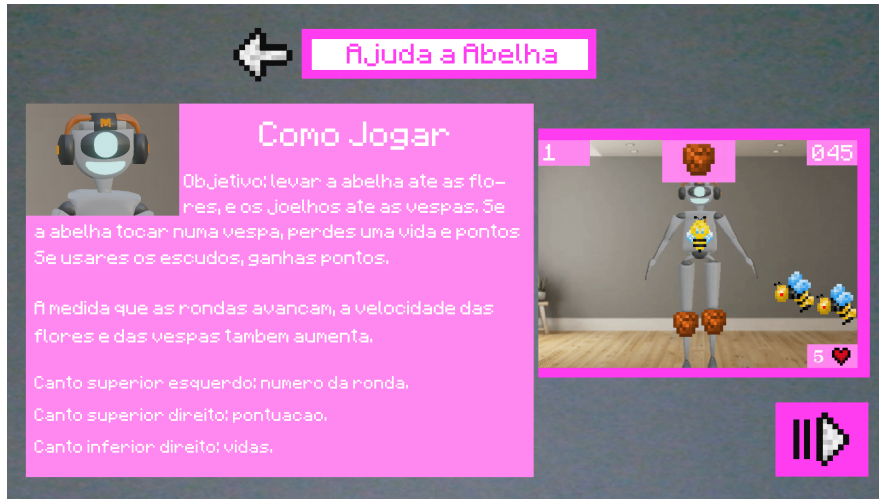 Ajuda a Abelha
Como Jogar
Objetivo: levar a abelha ate as flo-
res, e os joelhos ate as vespas. Se
a abelha tocar numa vespa, perdes uma vida e pontos
Se usares os escudos, ganhas pontos.
A medida que as rondas avancam, a velocidade das
flores e das vespas tambem aumenta.
Canto superior esquerdo: numero da ronda.
Canto superior direito: pontuacao.
Canto inferior direito: vidas.
1
045
5